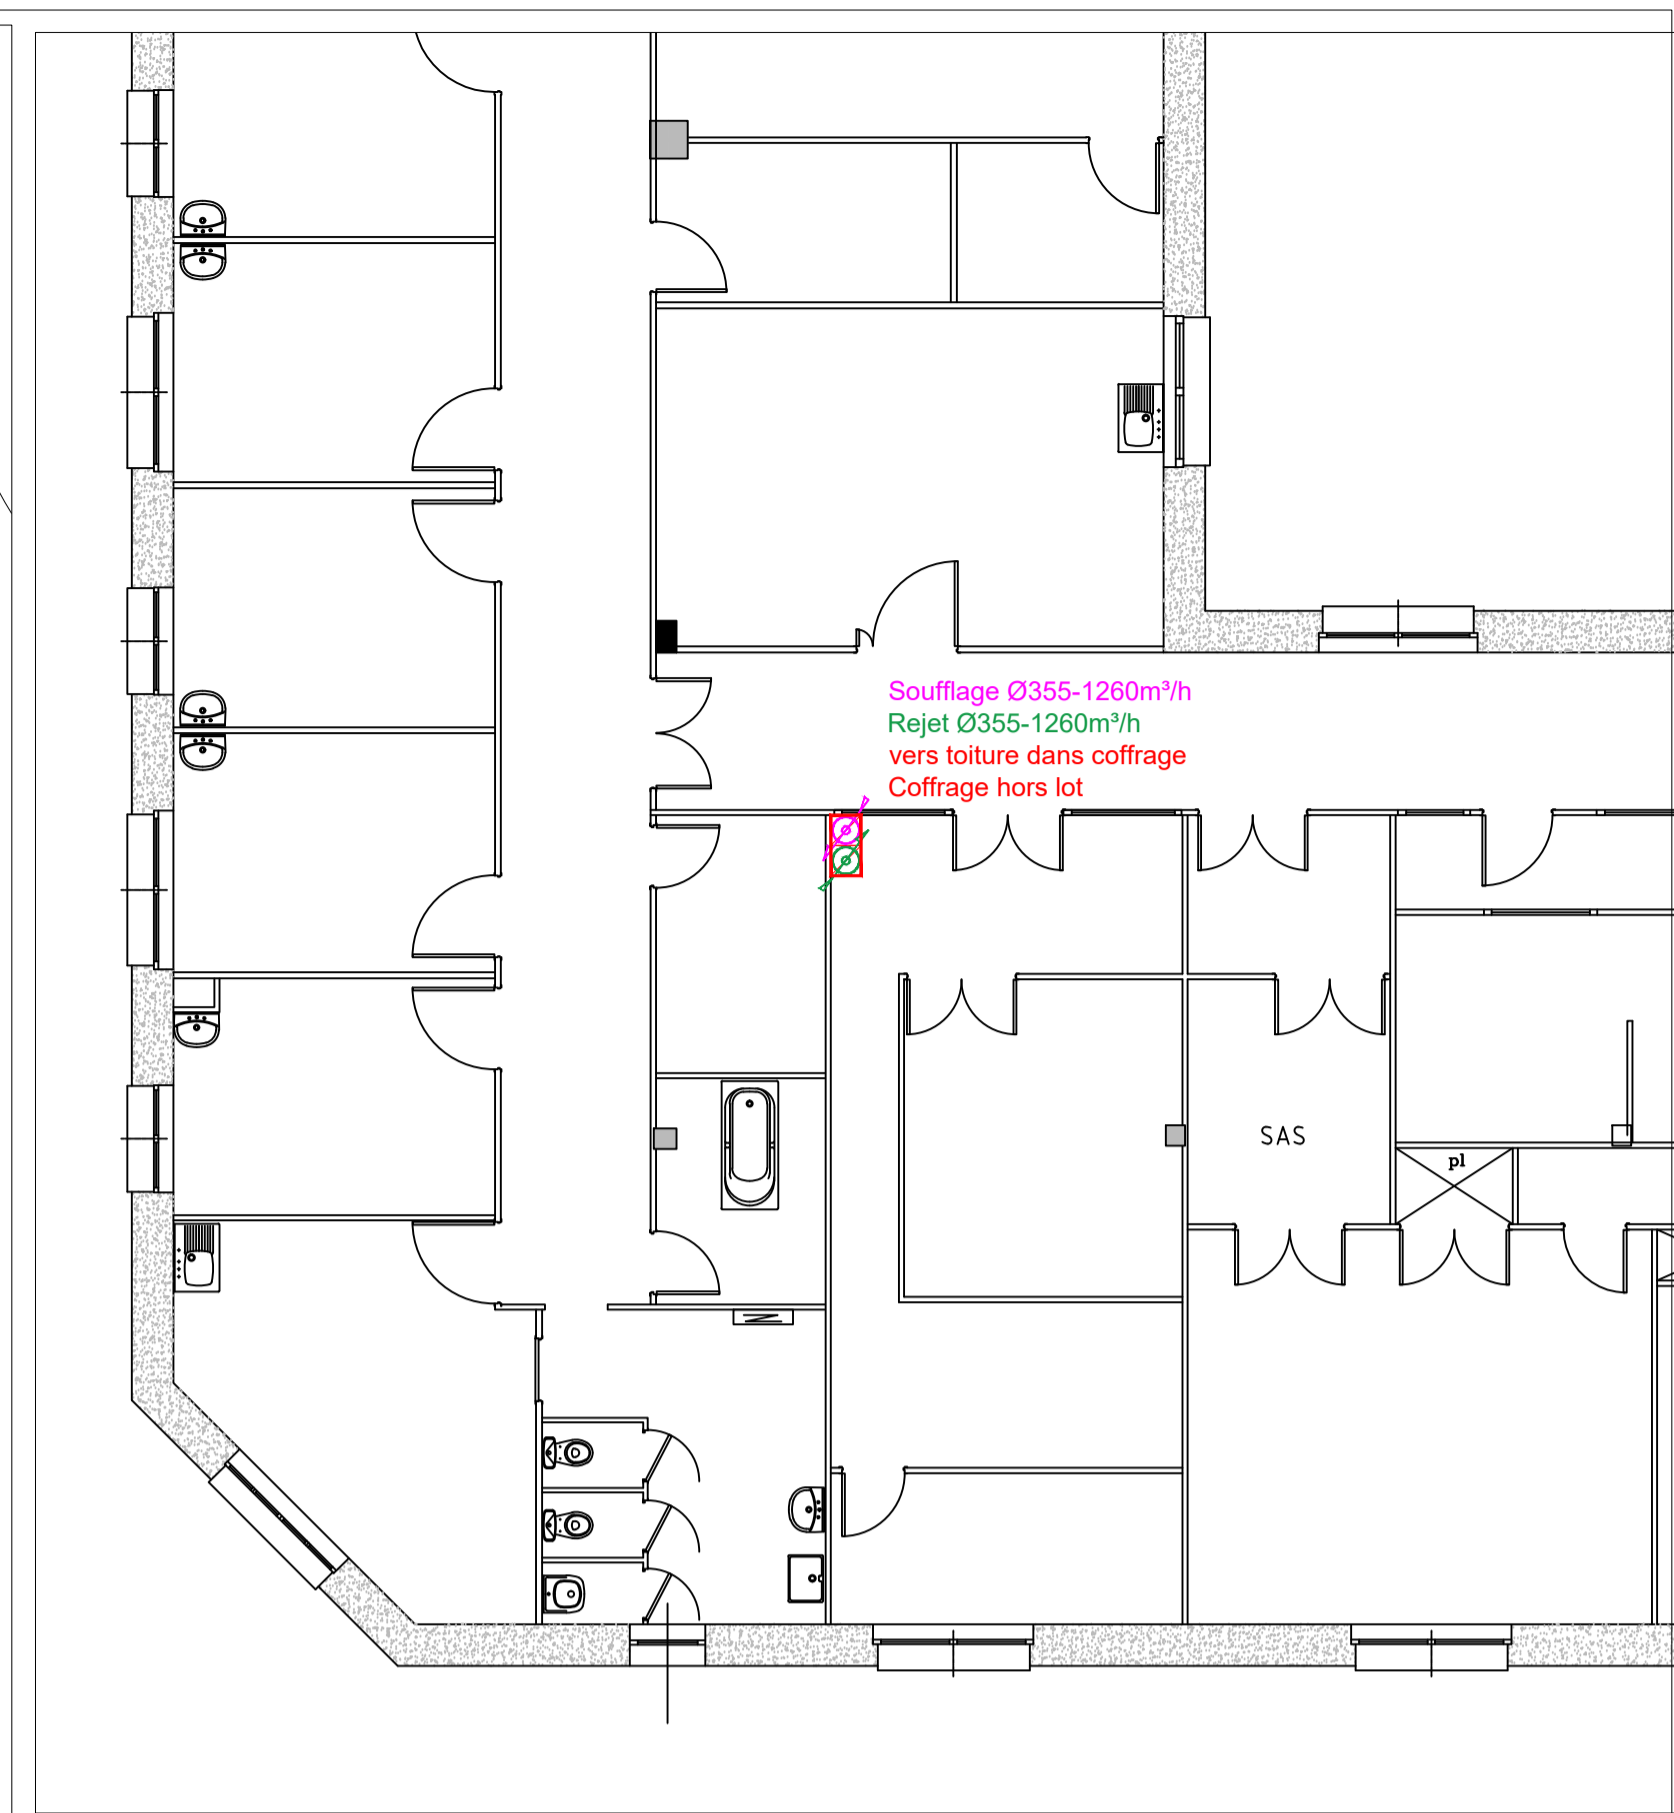 Soufflage Ø355-1260m³/h
Rejet Ø355-1260m³/h
vers toiture dans coffrage
Coffrage hors lot
SAS
pl